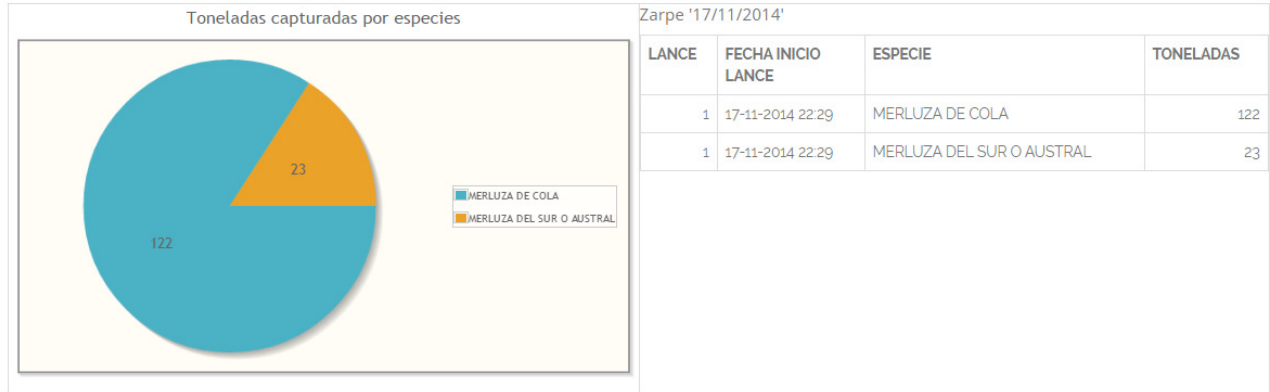 Toneladas capturadas por especies
23
122
MERLUZA DE COLA
MERLUZA DEL SUR O AUSTRAL
Zarpe '17/11/2014'
LANCE FECHA INICIO LANCE ESPECIE TONELADAS
1 17-11-2014 22:29 MERLUZA DE COLA 122
1 17-11-2014 22:29 MERLUZA DEL SUR O AUSTRAL 23